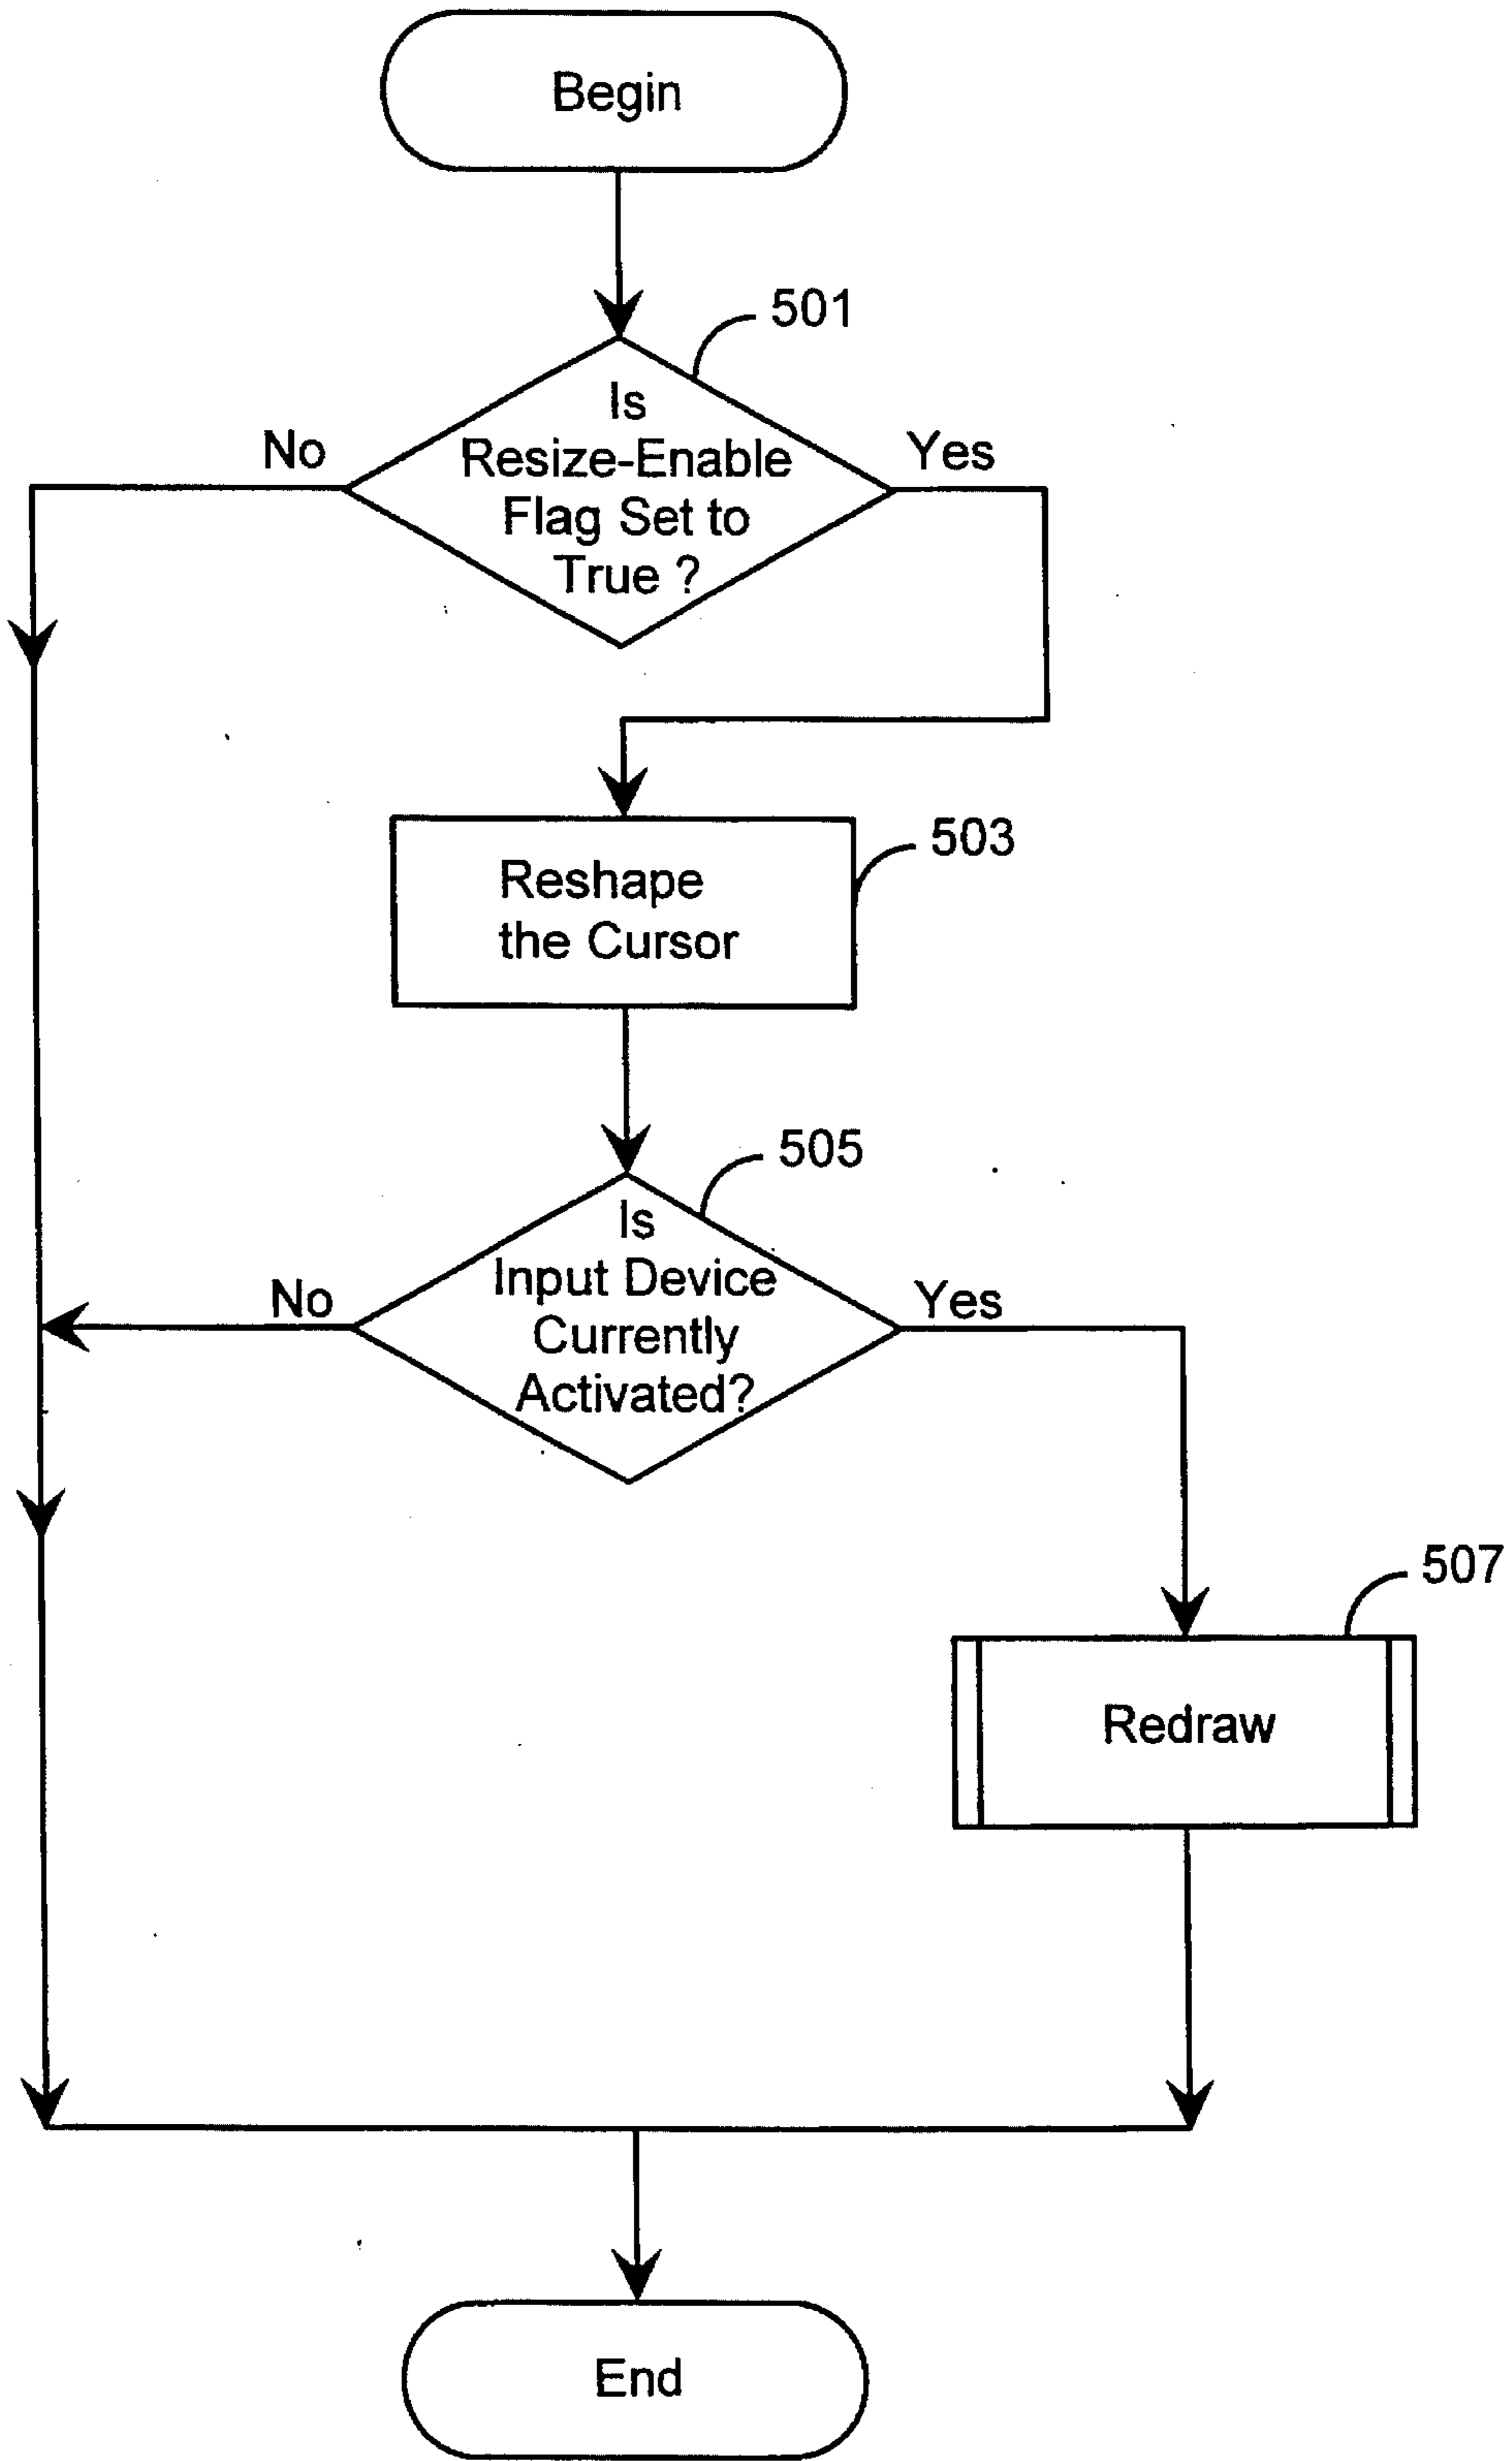 Begin
501
Is
Resize-Enable
Flag Set to
True ?
No
Yes
503
Reshape
the Cursor
505
Is
Input Device
Currently
Activated?
No
Yes
507
Redraw
End